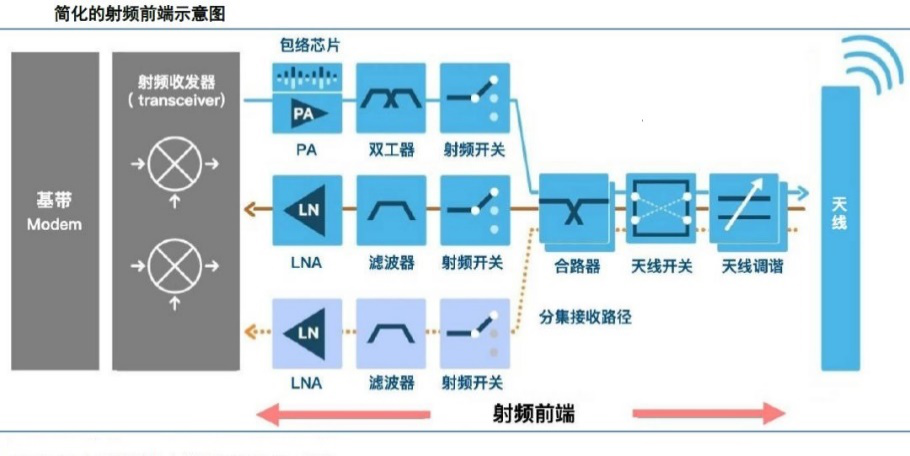 简化的射频前端示意图
包络芯片
射频收发器
( transceiver)
PA
PA
双工器
射频开关
基带
Modem
LN
LNA
滤波器
射频开关
合路器
天线开关
天线调谐
天线
分集接收路径
LN
LNA
滤波器
射频开关
射频前端